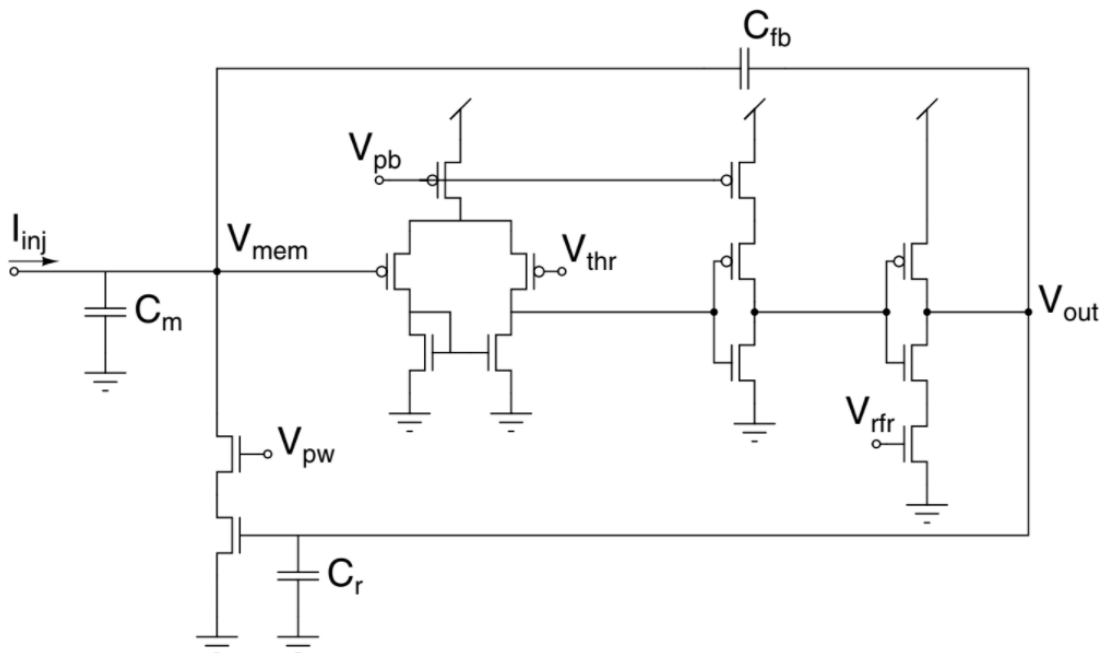 C_fb
V_pb
I_inj
V_mem
V_thr
C_m
V_out
V_rfr
V_pw
C_r